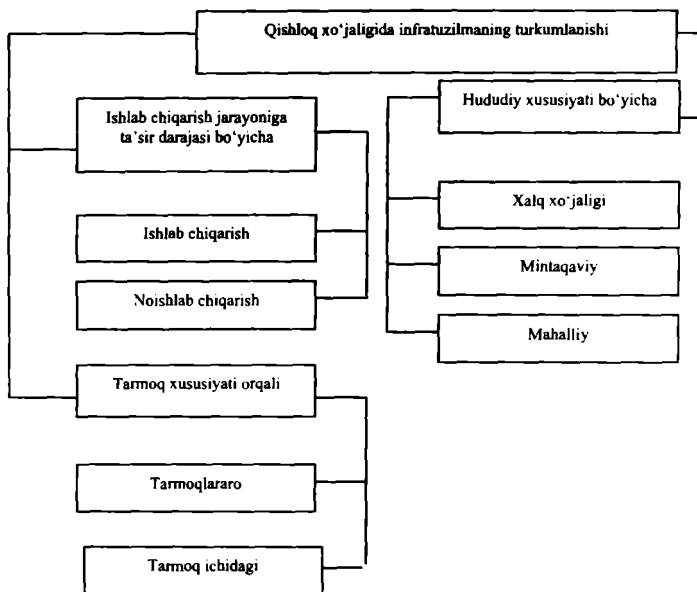 Qishloq xo‘jaligida infratuzilmaning turkumlanishi
Ishlab chiqarish jarayoniga
ta’sir darajasi bo‘yicha
Ishlab chiqarish
Noishlab chiqarish
Tarmoq xususiyati orqali
Tarmoqlararo
Tarmoq ichidagi
Hududiy xususiyati bo‘yicha
Xalq xo‘jaligi
Mintaqaviy
Mahalliy